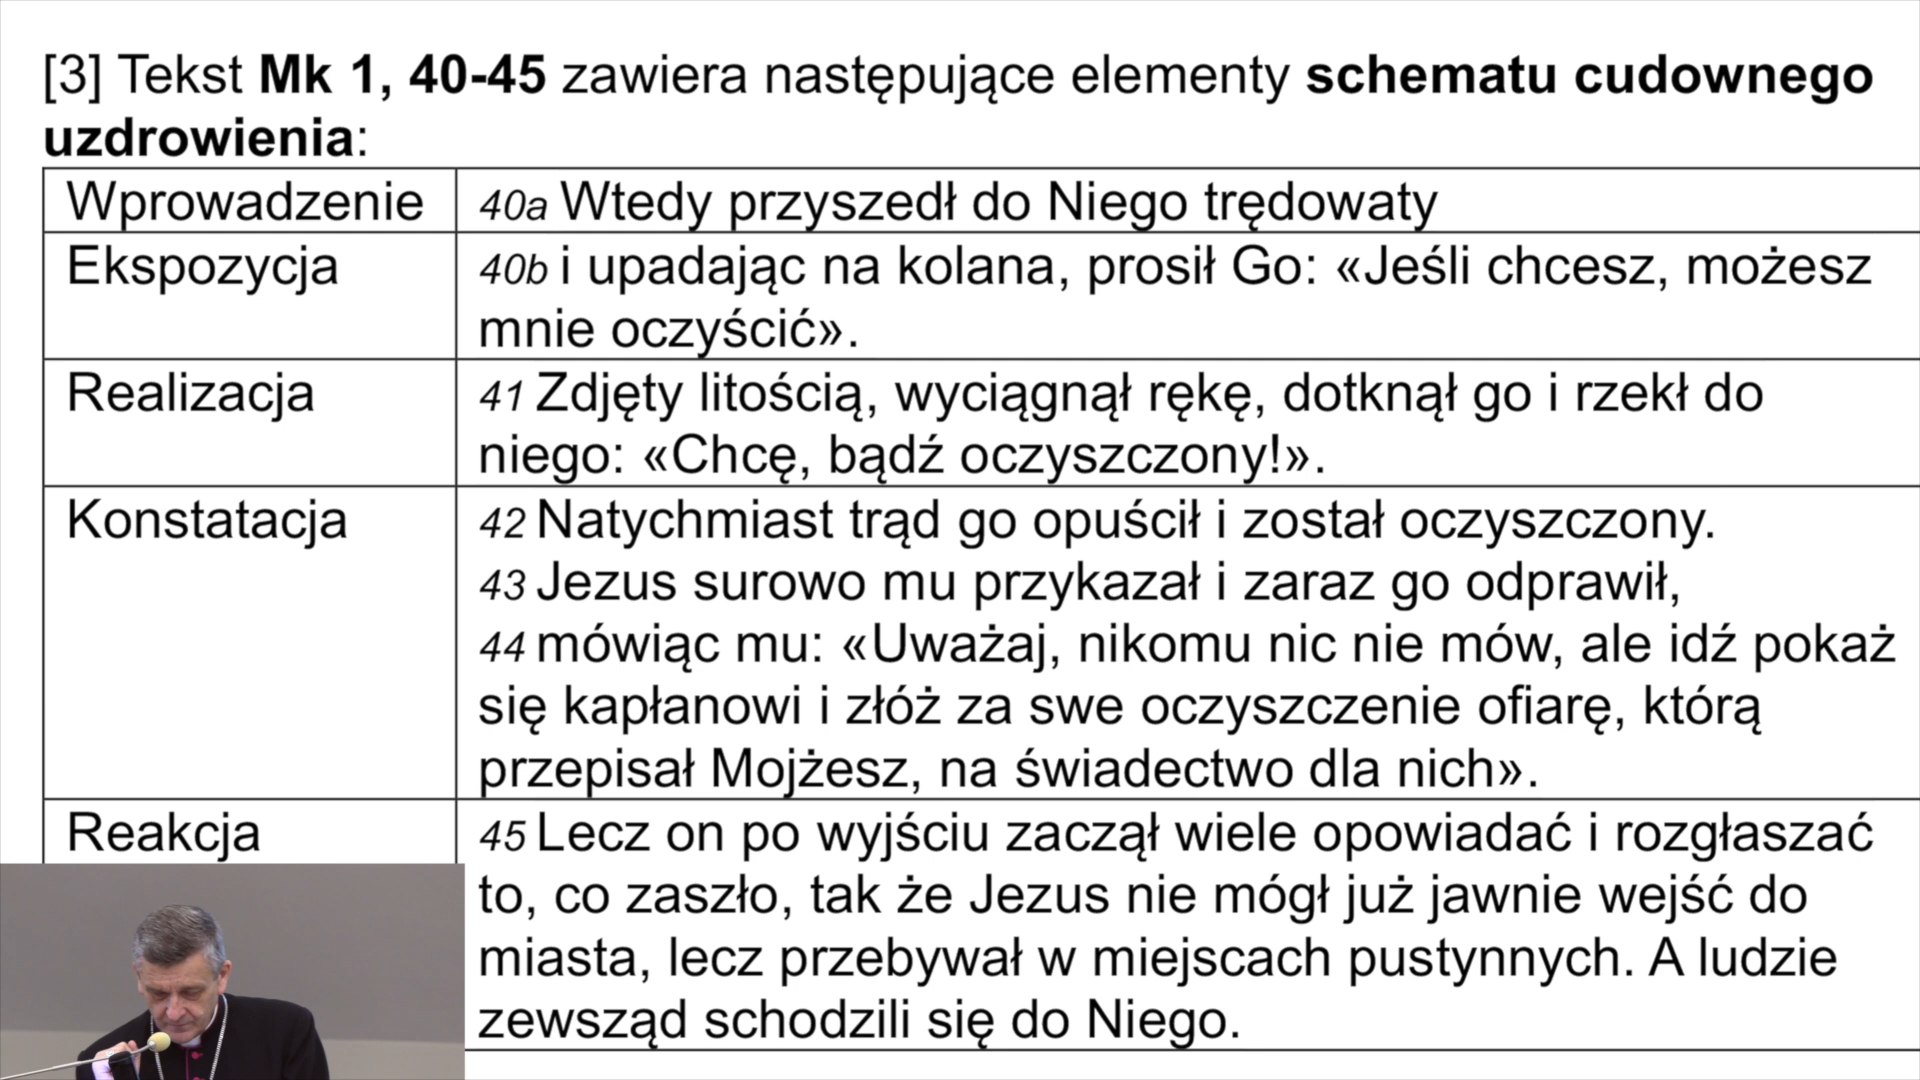 [3] Tekst Mk 1, 40-45 zawiera następujące elementy schematu cudownego
uzdrowienia:
Wprowadzenie
40a Wtedy przyszedł do Niego trędowaty
Ekspozycja
40b i upadając na kolana, prosił Go: «Jeśli chcesz, możesz
mnie oczyścić».
Realizacja
41 Zdjęty litością, wyciągnął rękę, dotknął go i rzekł do
niego: «Chcę, bądź oczyszczony!».
Konstatacja
42 Natychmiast trąd go opuścił i został oczyszczony.
43 Jezus surowo mu przykazał i zaraz go odprawił,
44 mówiąc mu: «Uważaj, nikomu nic nie mów, ale idź pokaż
się kapłanowi i złóż za swe oczyszczenie ofiarę, którą
przepisał Mojżesz, na świadectwo dla nich».
Reakcja
45 Lecz on po wyjściu zaczął wiele opowiadać i rozgłaszać
to, co zaszło, tak że Jezus nie mógł już jawnie wejść do
miasta, lecz przebywał w miejscach pustynnych. A ludzie
zewsząd schodzili się do Niego.